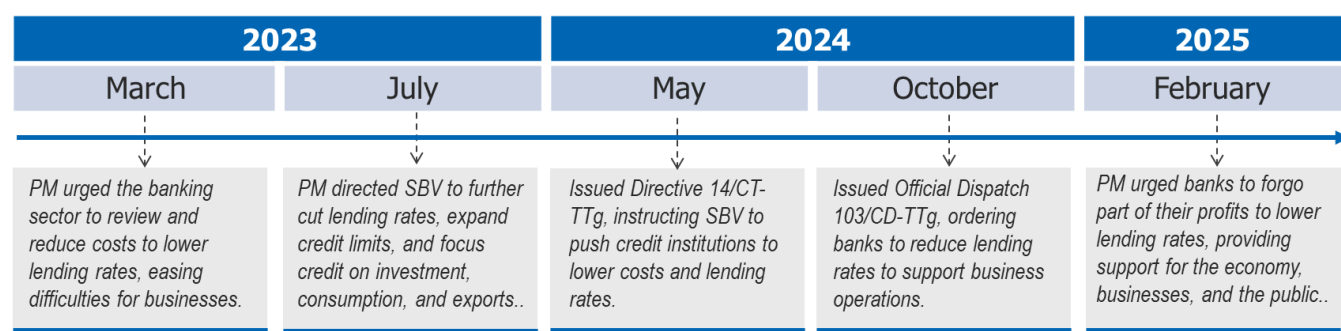 2023
2024
2025
March
July
May
October
February
PM urged the banking
sector to review and
reduce costs to lower
lending rates, easing
difficulties for businesses.
PM directed SBV to further
cut lending rates, expand
credit limits, and focus
credit on investment,
consumption, and exports..
Issued Directive 14/CT-
TTg, instructing SBV to
push credit institutions to
lower costs and lending
rates.
Issued Official Dispatch
103/CD-TTg, ordering
banks to reduce lending
rates to support business
operations.
PM urged banks to forgo
part of their profits to lower
lending rates, providing
support for the economy,
businesses, and the public..